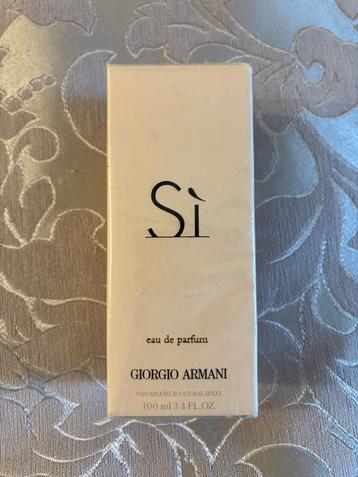 Sì
eau de parfum
GIORGIO ARMANI
VAPORISATEUR NATURAL SPRAY
100 ml 3.4 FL.OZ.